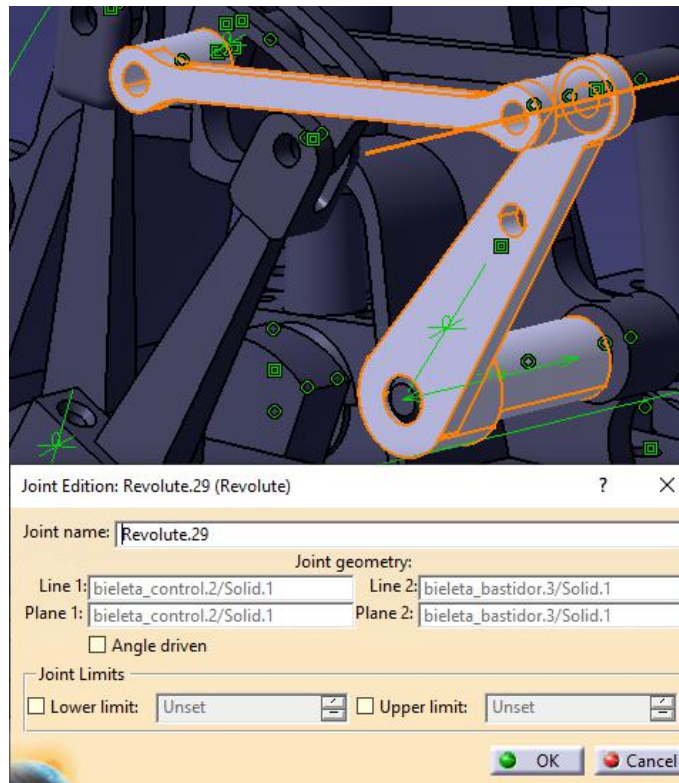 Joint Edition: Revolute.29 (Revolute) ? ×
Joint name: Revolute.29
Joint geometry:
Line 1: bieleta_control.2/Solid.1 Line 2: bieleta_bastidor.3/Solid.1
Plane 1: bieleta_control.2/Solid.1 Plane 2: bieleta_bastidor.3/Solid.1
Angle driven
Joint Limits
Lower limit: Unset Upper limit: Unset
OK Cancel